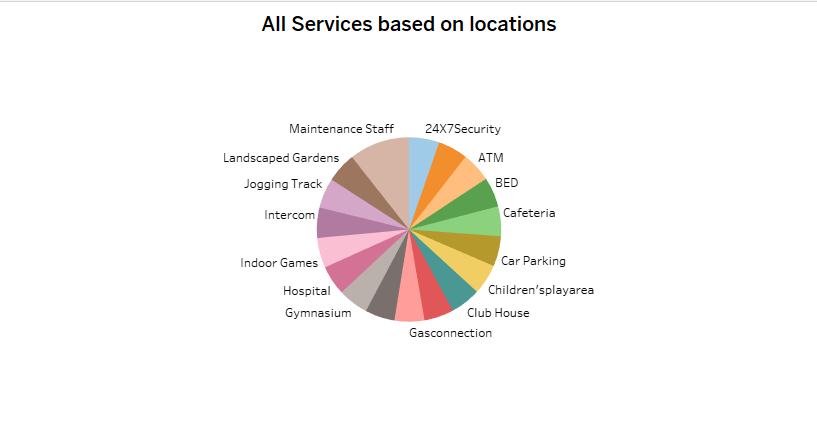 All Services based on locations
Maintenance Staff
24X7Security
Landscaped Gardens
ATM
Jogging Track
BED
Intercom
Cafeteria
Indoor Games
Car Parking
Hospital
Children'splayarea
Gymnasium
Club House
Gasconnection